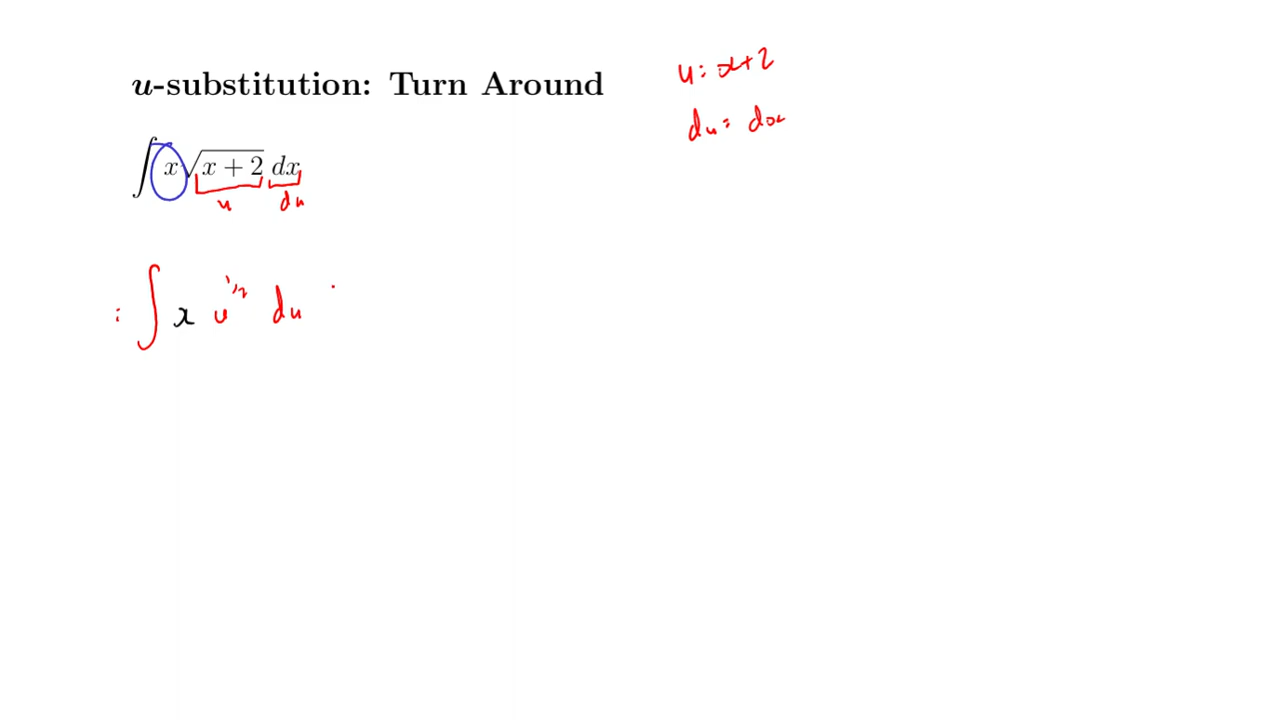 u-substitution: Turn Around
u = x+2
du = dx
∫ x √(x + 2) dx
u du
= ∫ x u^1/2 du